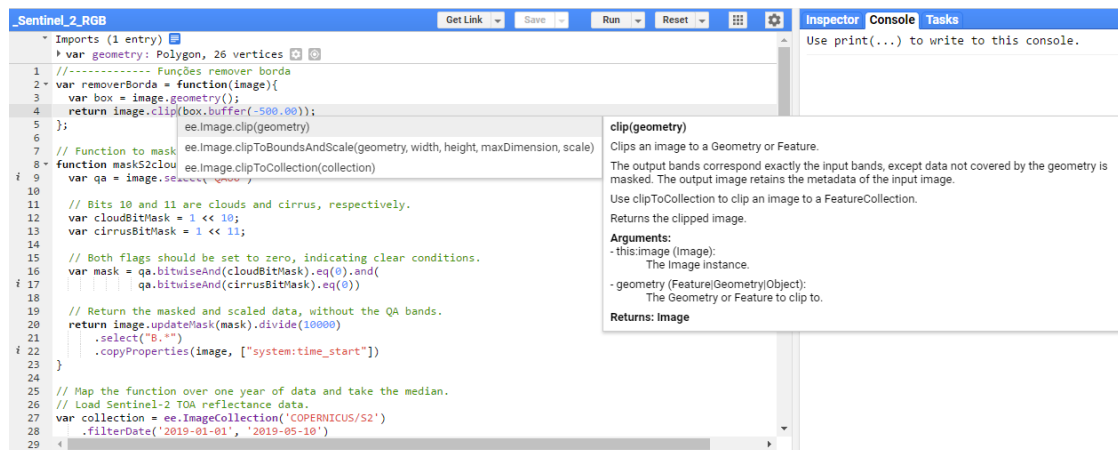 _Sentinel_2_RGB
Get Link
Save
Run
Reset
Inspector Console Tasks
Imports (1 entry)
var geometry: Polygon, 26 vertices
Use print(...) to write to this console.
1 //------------- Funções remover borda
2 var removerBorda = function(image){
3 var box = image.geometry();
4 return image.clip(box.buffer(-500.00));
5 };
6
7 // Function to mask
8 function maskS2clou
i 9 var qa = image.select('QA60')
10
11 // Bits 10 and 11 are clouds and cirrus, respectively.
12 var cloudBitMask = 1 << 10;
13 var cirrusBitMask = 1 << 11;
14
15 // Both flags should be set to zero, indicating clear conditions.
16 var mask = qa.bitwiseAnd(cloudBitMask).eq(0).and(
i 17 qa.bitwiseAnd(cirrusBitMask).eq(0))
18
19 // Return the masked and scaled data, without the QA bands.
20 return image.updateMask(mask).divide(10000)
21 .select("B.*")
i 22 .copyProperties(image, ["system:time_start"])
23 }
24
25 // Map the function over one year of data and take the median.
26 // Load Sentinel-2 TOA reflectance data.
27 var collection = ee.ImageCollection('COPERNICUS/S2')
28 .filterDate('2019-01-01', '2019-05-10')
29
ee.Image.clip(geometry)
ee.Image.clipToBoundsAndScale(geometry, width, height, maxDimension, scale)
ee.Image.clipToCollection(collection)
clip(geometry)
Clips an image to a Geometry or Feature.
The output bands correspond exactly the input bands, except data not covered by the geometry is
masked. The output image retains the metadata of the input image.
Use clipToCollection to clip an image to a FeatureCollection.
Returns the clipped image.
Arguments:
- this:image (Image):
The Image instance.
- geometry (Feature|Geometry|Object):
The Geometry or Feature to clip to.
Returns: Image